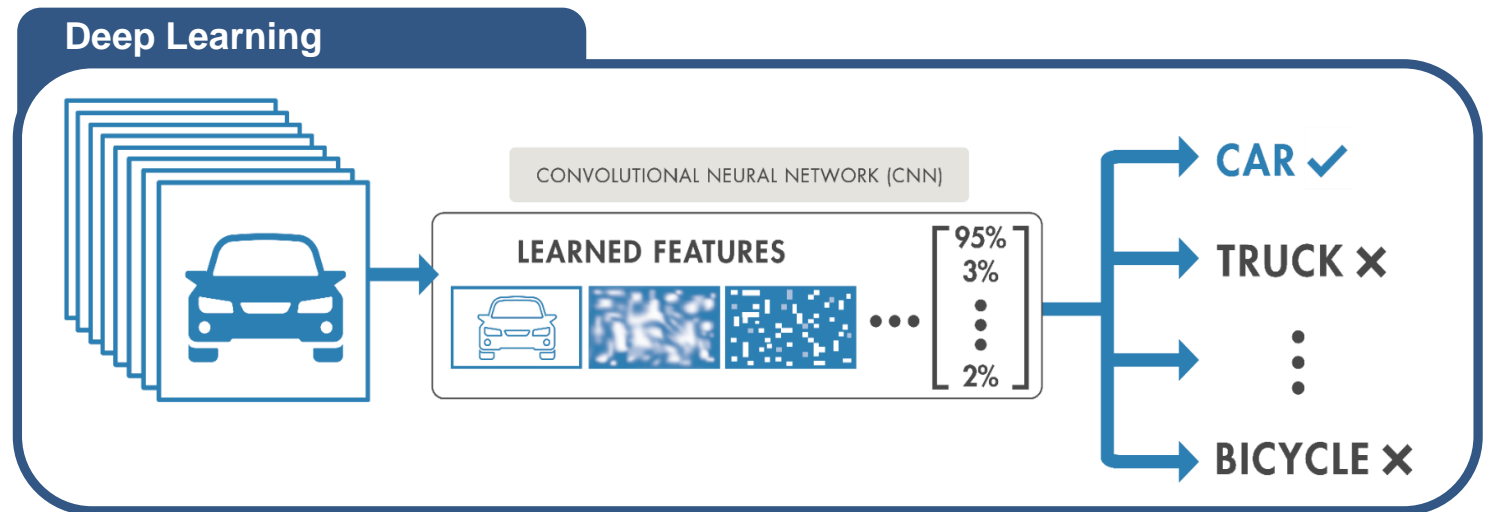 Deep Learning
CONVOLUTIONAL NEURAL NETWORK (CNN)
LEARNED FEATURES
95%
3%
2%
CAR ✓
TRUCK ✕
BICYCLE ✕